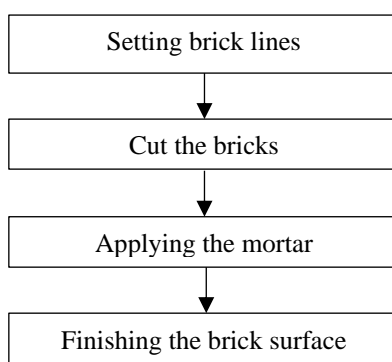 Setting brick lines
Cut the bricks
Applying the mortar
Finishing the brick surface